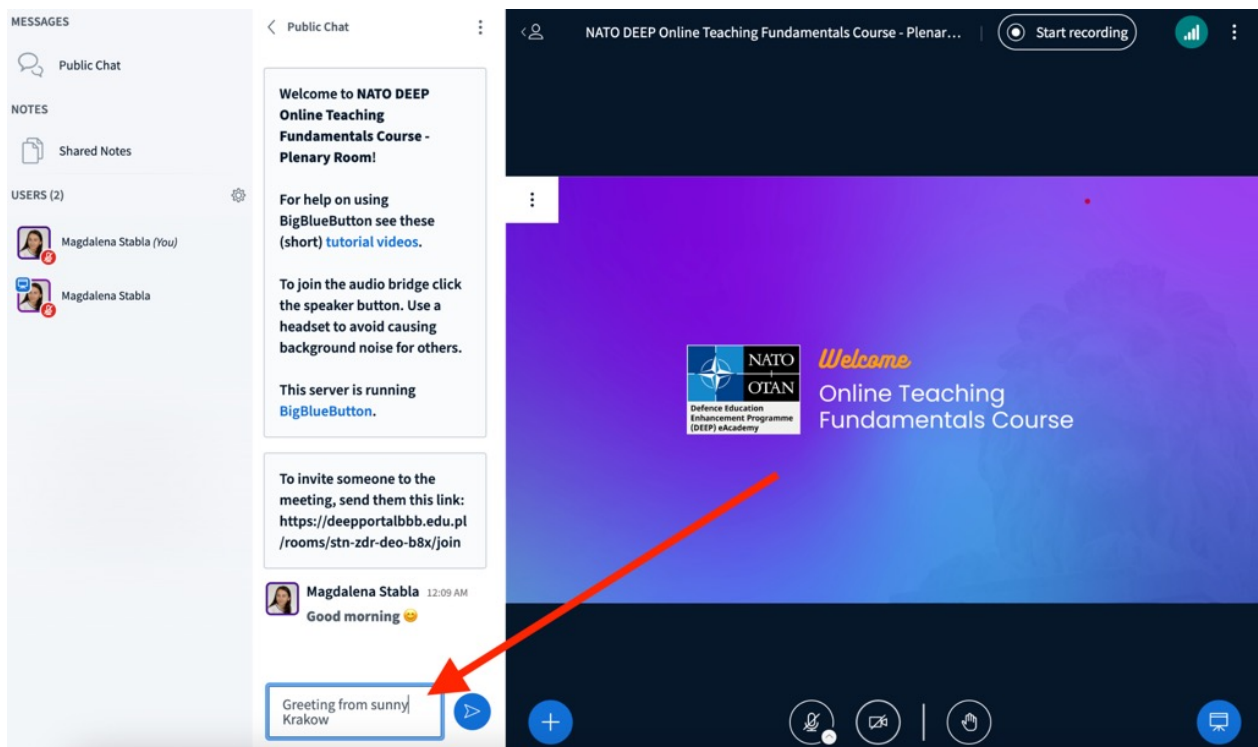 MESSAGES
Public Chat
NOTES
Shared Notes
USERS (2)
Magdalena Stabla (You)
Magdalena Stabla
Public Chat
Welcome to NATO DEEP
Online Teaching
Fundamentals Course -
Plenary Room!
For help on using
BigBlueButton see these
(short) tutorial videos.
To join the audio bridge click
the speaker button. Use a
headset to avoid causing
background noise for others.
This server is running
BigBlueButton.
To invite someone to the
meeting, send them this link:
https://deepportalbbb.edu.pl
/rooms/stn-zdr-deo-b8x/join
Magdalena Stabla 12:09 AM
Good morning 😊
Greeting from sunny
Krakow
NATO DEEP Online Teaching Fundamentals Course - Plenar...
Start recording
NATO
OTAN
Defence Education
Enhancement Programme
(DEEP) eAcademy
Welcome
Online Teaching
Fundamentals Course